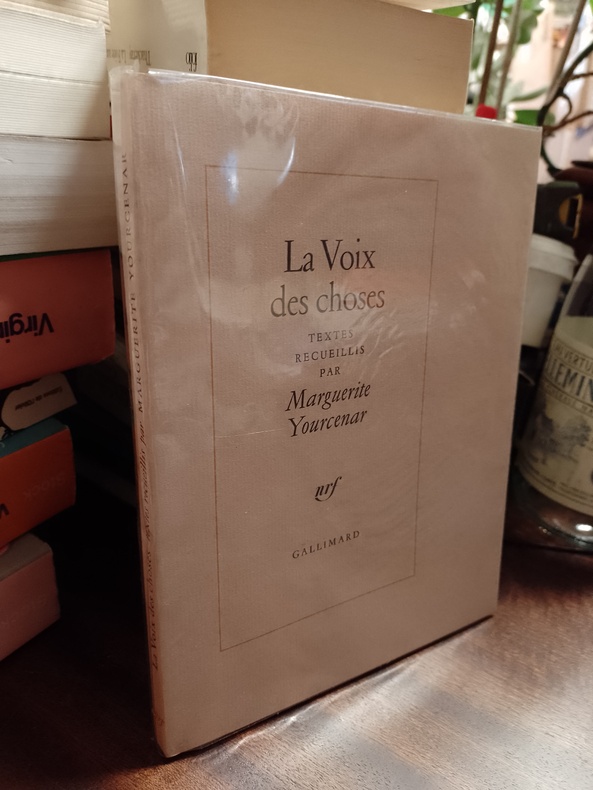 La Voix
des choses
TEXTES
RECUEILLIS
PAR
Marguerite
Yourcenar
nrf
GALLIMARD
La Voix des choses Textes recueillis par MARGUERITE YOURCENAR
Virgin